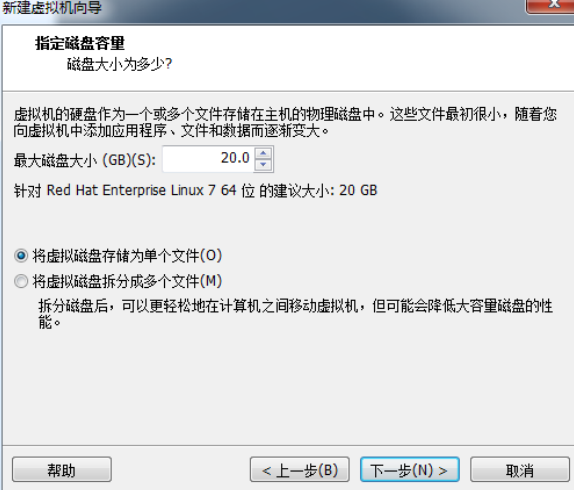 新建虚拟机向导
指定磁盘容量
磁盘大小为多少?
虚拟机的硬盘作为一个或多个文件存储在主机的物理磁盘中。这些文件最初很小，随着您
向虚拟机中添加应用程序、文件和数据而逐渐变大。
最大磁盘大小 (GB)(S): 20.0
针对 Red Hat Enterprise Linux 7 64 位 的建议大小: 20 GB
将虚拟磁盘存储为单个文件(O)
将虚拟磁盘拆分成多个文件(M)
拆分磁盘后，可以更轻松地在计算机之间移动虚拟机，但可能会降低大容量磁盘的性
能。
帮助 < 上一步(B) 下一步(N) > 取消